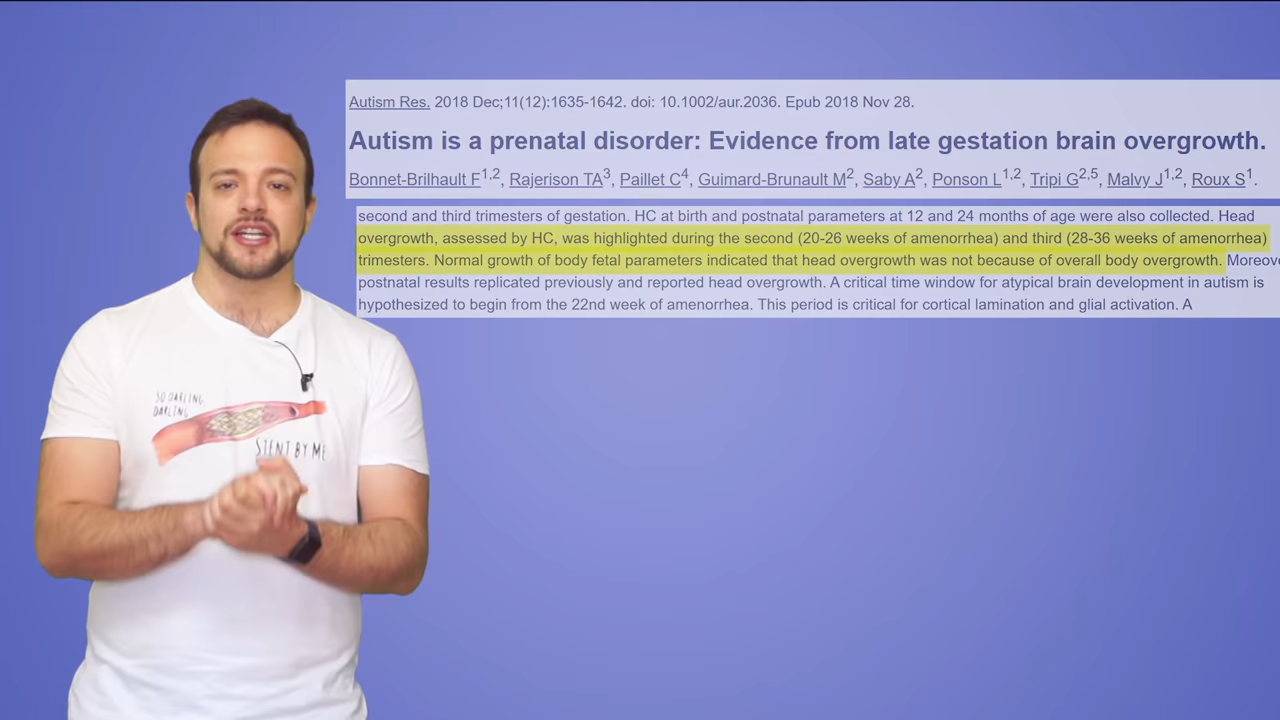 Autism Res. 2018 Dec;11(12):1635-1642. doi: 10.1002/aur.2036. Epub 2018 Nov 28.
Autism is a prenatal disorder: Evidence from late gestation brain overgrowth.
Bonnet-Brilhault F1,2, Rajerison TA3, Paillet C4, Guimard-Brunault M2, Saby A2, Ponson L1,2, Tripi G2,5, Malvy J1,2, Roux S1.
second and third trimesters of gestation. HC at birth and postnatal parameters at 12 and 24 months of age were also collected. Head
overgrowth, assessed by HC, was highlighted during the second (20-26 weeks of amenorrhea) and third (28-36 weeks of amenorrhea)
trimesters. Normal growth of body fetal parameters indicated that head overgrowth was not because of overall body overgrowth. Moreov
postnatal results replicated previously and reported head overgrowth. A critical time window for atypical brain development in autism is
hypothesized to begin from the 22nd week of amenorrhea. This period is critical for cortical lamination and glial activation. A
SO DARLING
DARLING
STENT BY ME